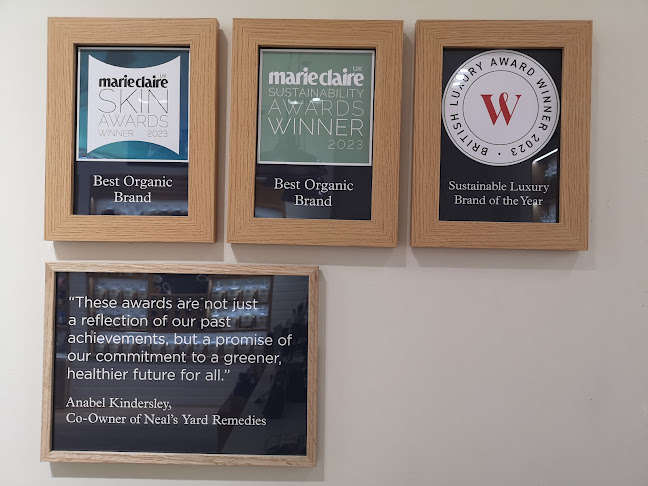 marie claire UK
SKIN
AWARDS
WINNER 2023
Best Organic
Brand
marie claire UK
SUSTAINABILITY
AWARDS
WINNER
2023
Best Organic
Brand
BRITISH LUXURY AWARD WINNER 2023
W
Sustainable Luxury
Brand of the Year
“These awards are not just
a reflection of our past
achievements, but a promise of
our commitment to a greener,
healthier future for all.”
Anabel Kindersley,
Co-Owner of Neal’s Yard Remedies